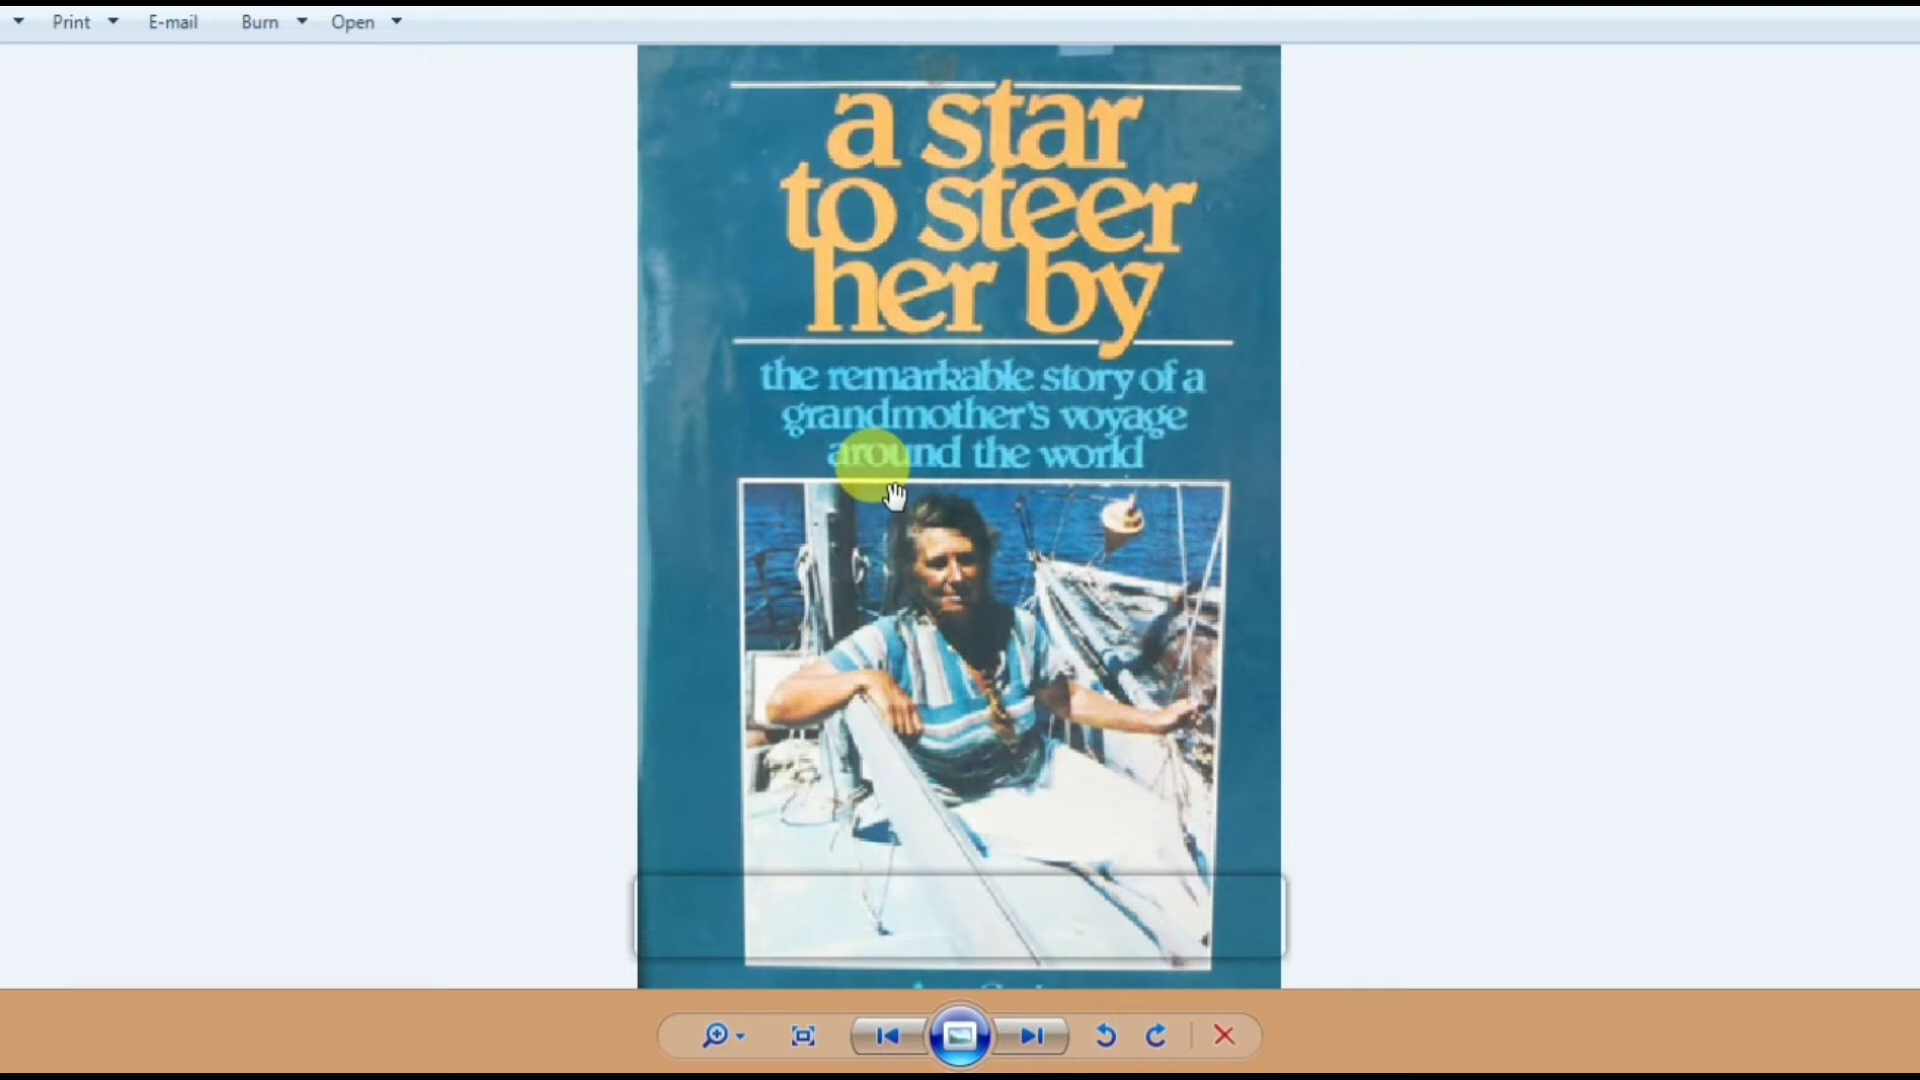 Print
E-mail
Burn
Open
a star
to steer
her by
the remarkable story of a
grandmother's voyage
around the world